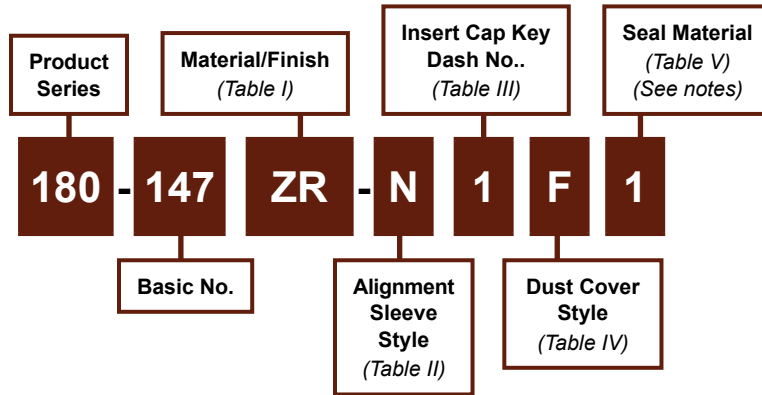 Product
Series
Material/Finish
(Table I)
Insert Cap Key
Dash No..
(Table III)
Seal Material
(Table V)
(See notes)
180 - 147 ZR - N 1 F 1
Basic No.
Alignment
Sleeve
Style
(Table II)
Dust Cover
Style
(Table IV)